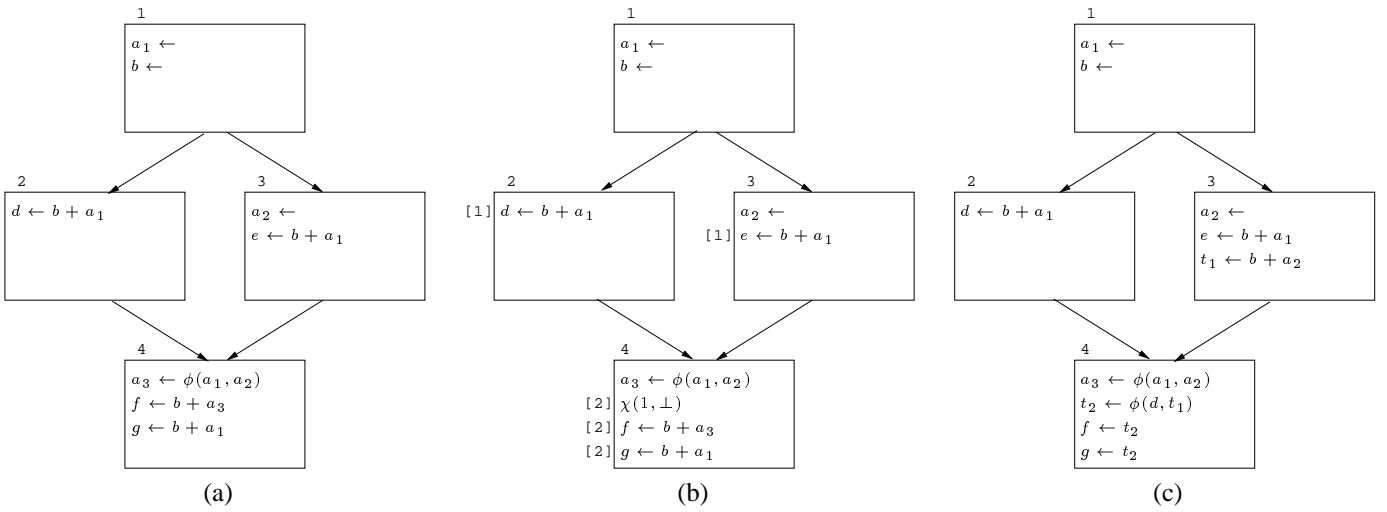 1
a₁ ←
b ←
2
d ← b + a₁
3
a₂ ←
e ← b + a₁
4
a₃ ← ϕ(a₁, a₂)
f ← b + a₃
g ← b + a₁
(a)
1
a₁ ←
b ←
2
[1] d ← b + a₁
3
a₂ ←
[1] e ← b + a₁
4
a₃ ← ϕ(a₁, a₂)
[2] χ(1, ⊥)
[2] f ← b + a₃
[2] g ← b + a₁
(b)
1
a₁ ←
b ←
2
d ← b + a₁
3
a₂ ←
e ← b + a₁
t₁ ← b + a₂
4
a₃ ← ϕ(a₁, a₂)
t₂ ← ϕ(d, t₁)
f ← t₂
g ← t₂
(c)